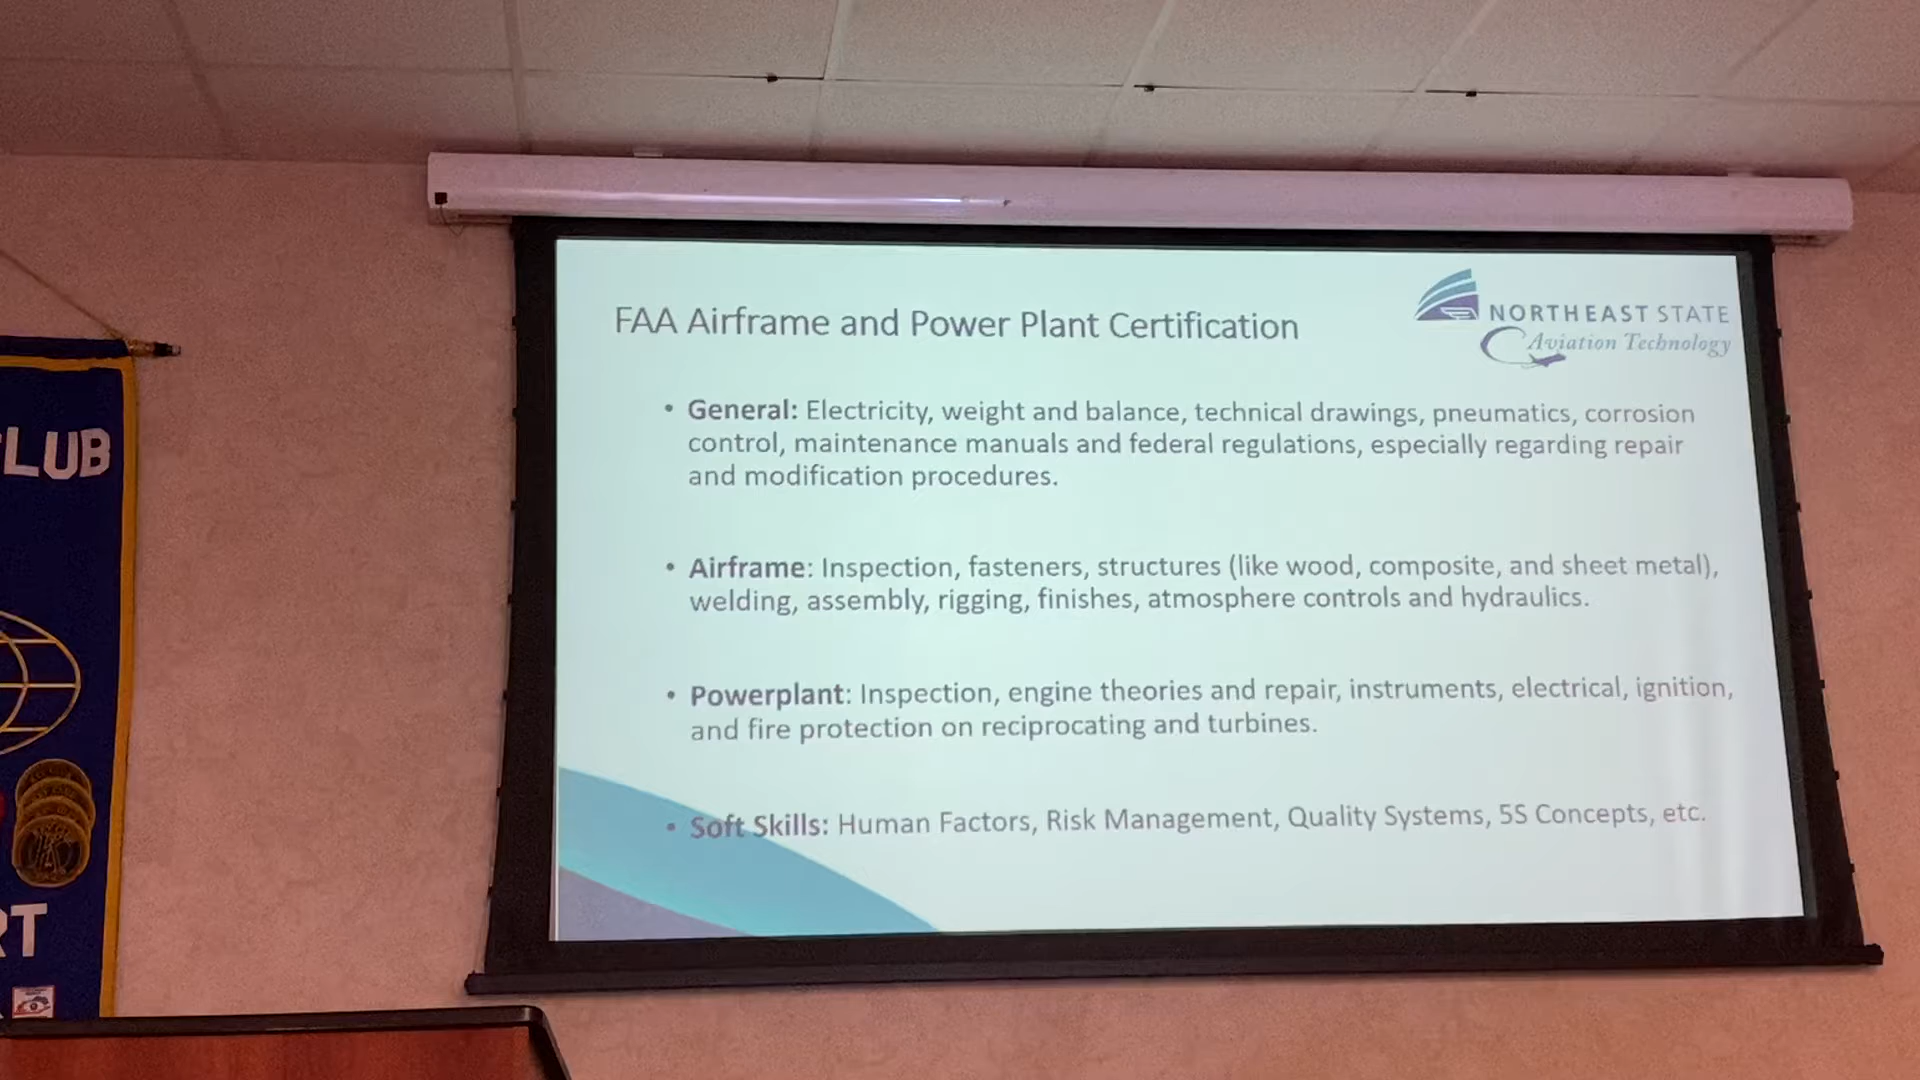 FAA Airframe and Power Plant Certification
NORTHEAST STATE
Aviation Technology
• General: Electricity, weight and balance, technical drawings, pneumatics, corrosion
control, maintenance manuals and federal regulations, especially regarding repair
and modification procedures.
• Airframe: Inspection, fasteners, structures (like wood, composite, and sheet metal),
welding, assembly, rigging, finishes, atmosphere controls and hydraulics.
• Powerplant: Inspection, engine theories and repair, instruments, electrical, ignition,
and fire protection on reciprocating and turbines.
• Soft Skills: Human Factors, Risk Management, Quality Systems, 5S Concepts, etc.
LUB
RT